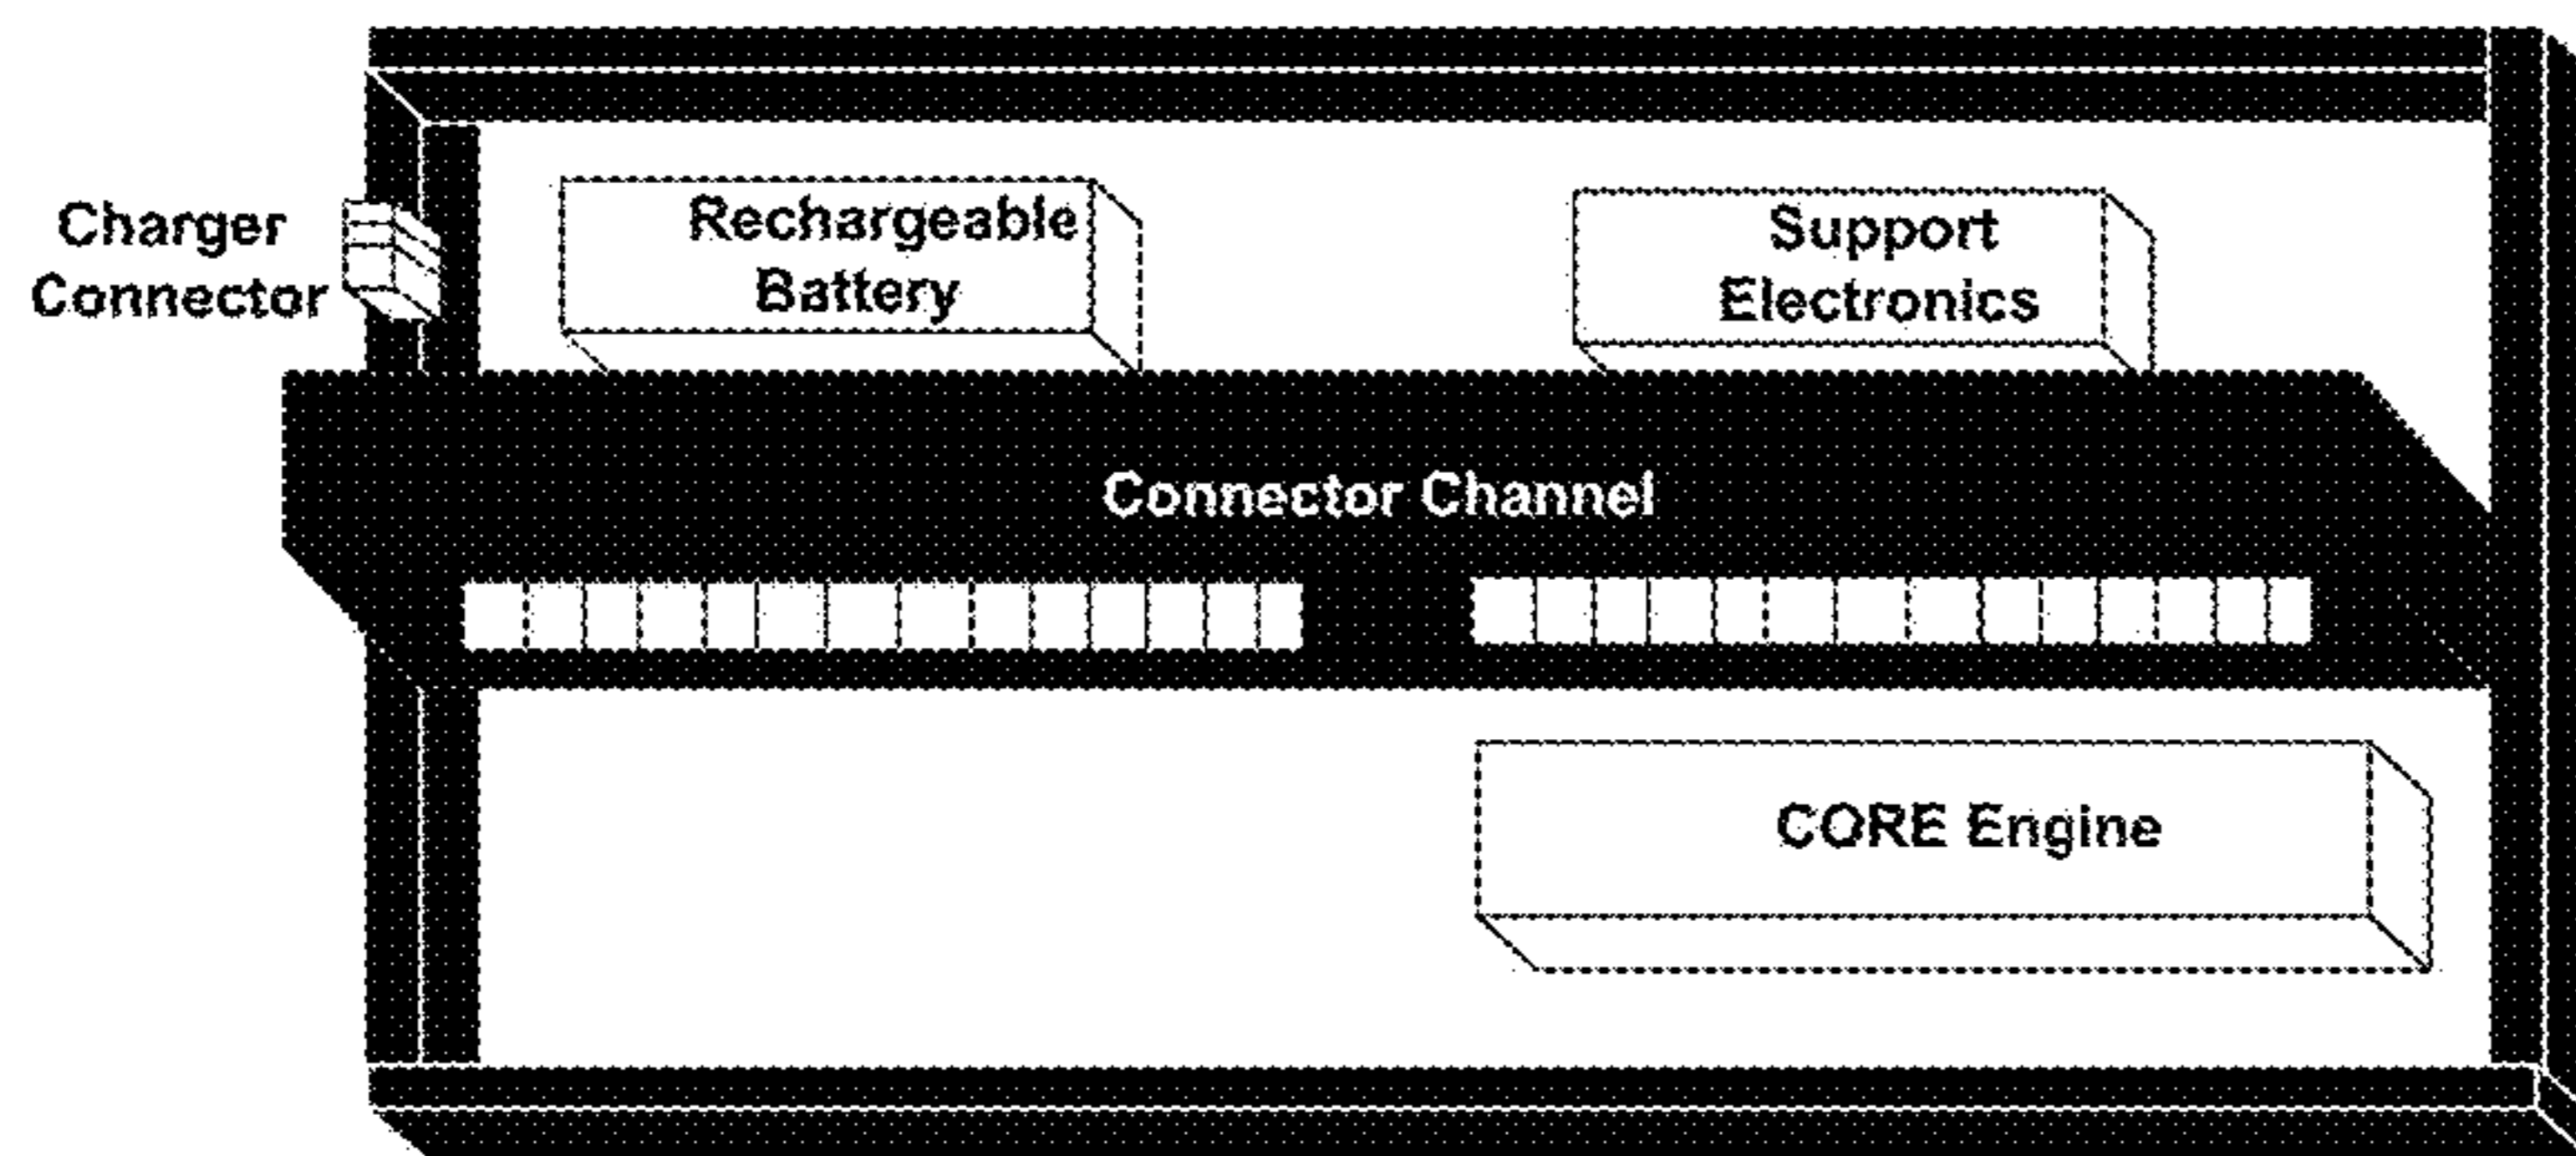 Charger
Connector
Rechargeable
Battery
Support
Electronics
Connector Channel
CORE Engine